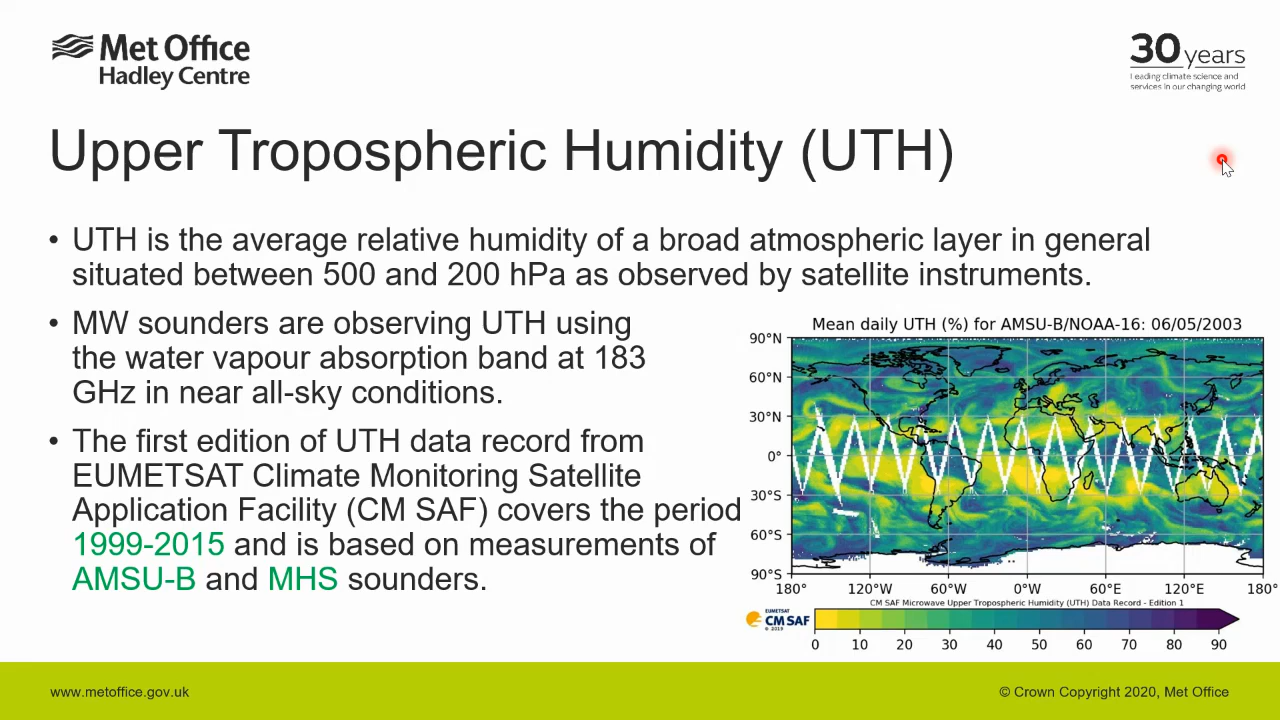 Met Office
Hadley Centre
30 years
Leading climate science and
services in our changing world
Upper Tropospheric Humidity (UTH)
• UTH is the average relative humidity of a broad atmospheric layer in general
situated between 500 and 200 hPa as observed by satellite instruments.
• MW sounders are observing UTH using
the water vapour absorption band at 183
GHz in near all-sky conditions.
• The first edition of UTH data record from
EUMETSAT Climate Monitoring Satellite
Application Facility (CM SAF) covers the period
1999-2015 and is based on measurements of
AMSU-B and MHS sounders.
Mean daily UTH (%) for AMSU-B/NOAA-16: 06/05/2003
90°N
60°N
30°N
0°
30°S
60°S
90°S
180° 120°W 60°W 0°W 60°E 120°E 180°
CM SAF Microwave Upper Tropospheric Humidity (UTH) Data Record - Edition 1
EUMETSAT
CM SAF
© 2019
0 10 20 30 40 50 60 70 80 90
www.metoffice.gov.uk
© Crown Copyright 2020, Met Office